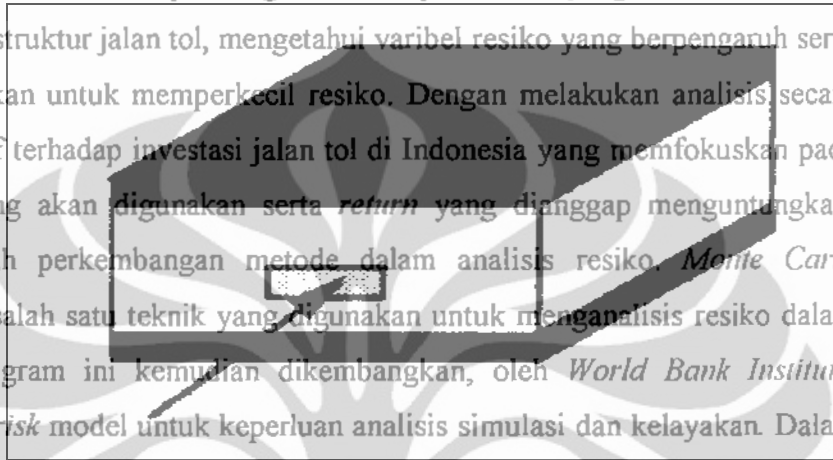 struktur jalan tol, mengetahui varibel resiko yang berpengaruh ser
kan untuk memperkecil resiko. Dengan melakukan analisis seca
f terhadap investasi jalan tol di Indonesia yang memfokuskan pad
ng akan digunakan serta return yang dianggap menguntungka
h perkembangan metode dalam analisis resiko, Monte Car
salah satu teknik yang digunakan untuk menganalisis resiko dala
gram ini kemudian dikembangkan, oleh World Bank Institu
risk model untuk keperluan analisis simulasi dan kelayakan. Dala